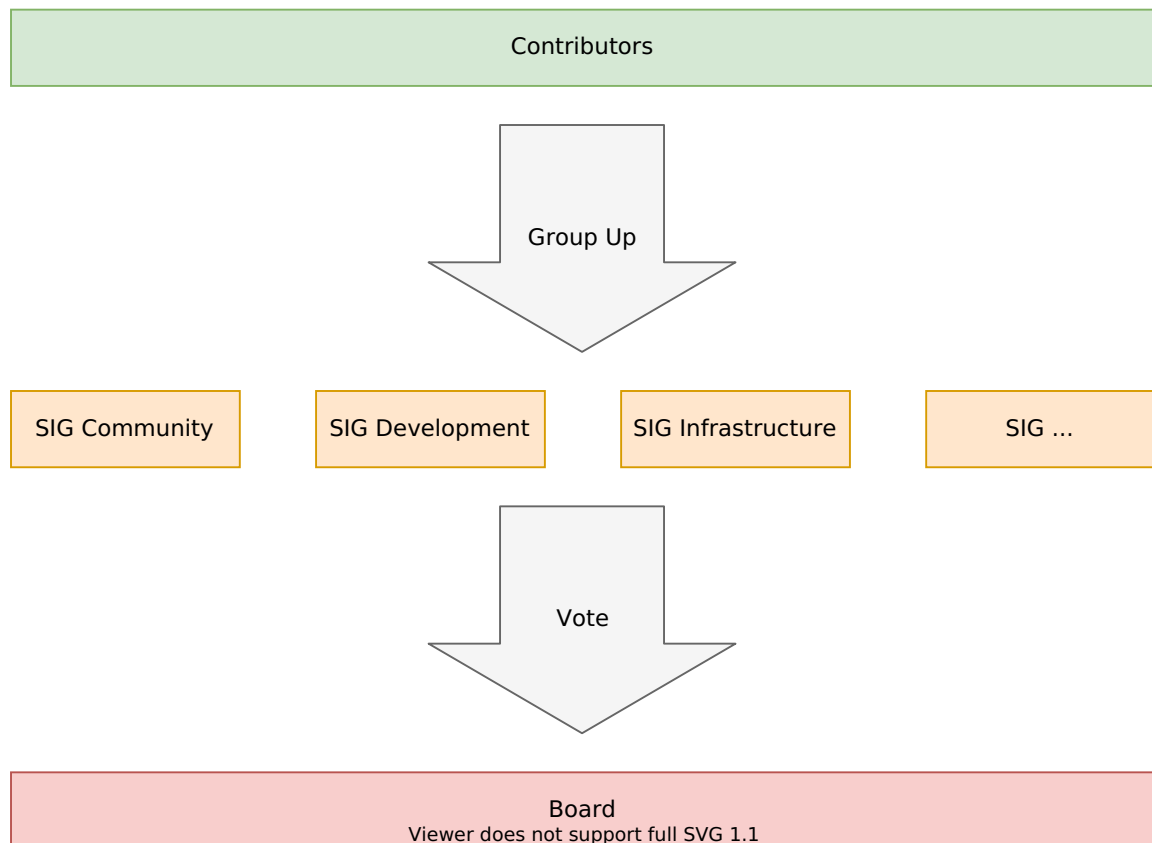 Contributors
Group Up
SIG Community
SIG Development
SIG Infrastructure
SIG ...
Vote
Board
Viewer does not support full SVG 1.1